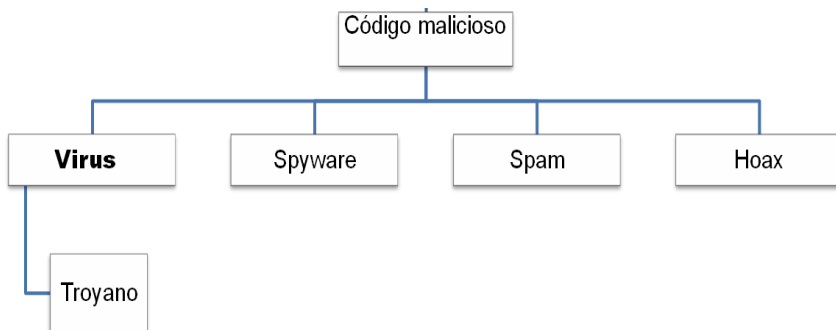 Código malicioso
Virus
Spyware
Spam
Hoax
Troyano